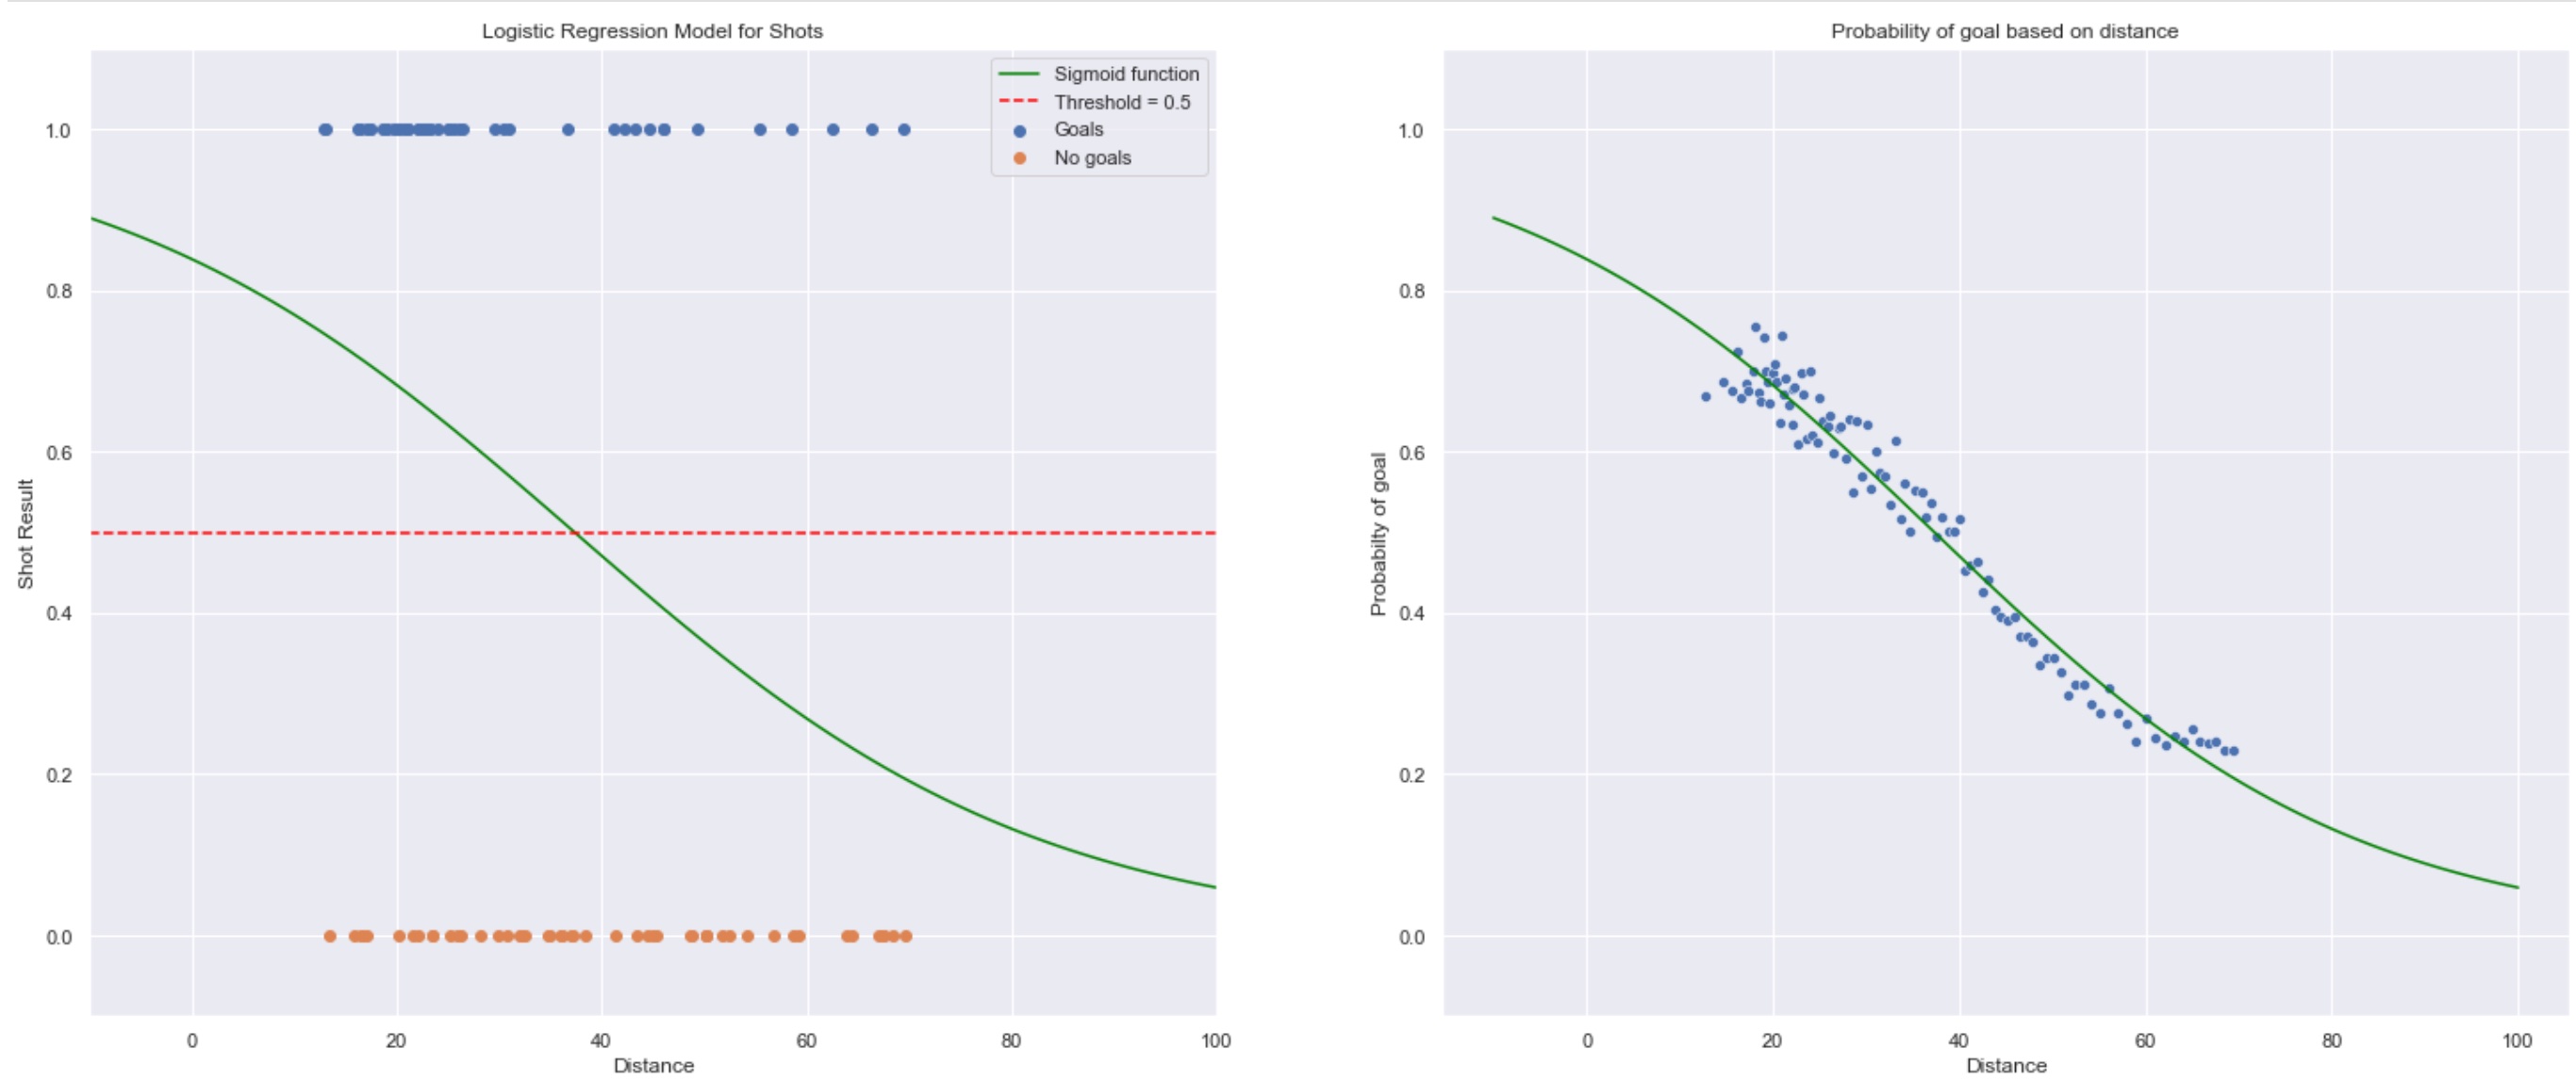 Logistic Regression Model for Shots
Sigmoid function
Threshold = 0.5
Goals
No goals
1.0
0.8
0.6
0.4
0.2
0.0
Shot Result
0 20 40 60 80 100
Distance
Probability of goal based on distance
1.0
0.8
0.6
0.4
0.2
0.0
Probabilty of goal
0 20 40 60 80 100
Distance